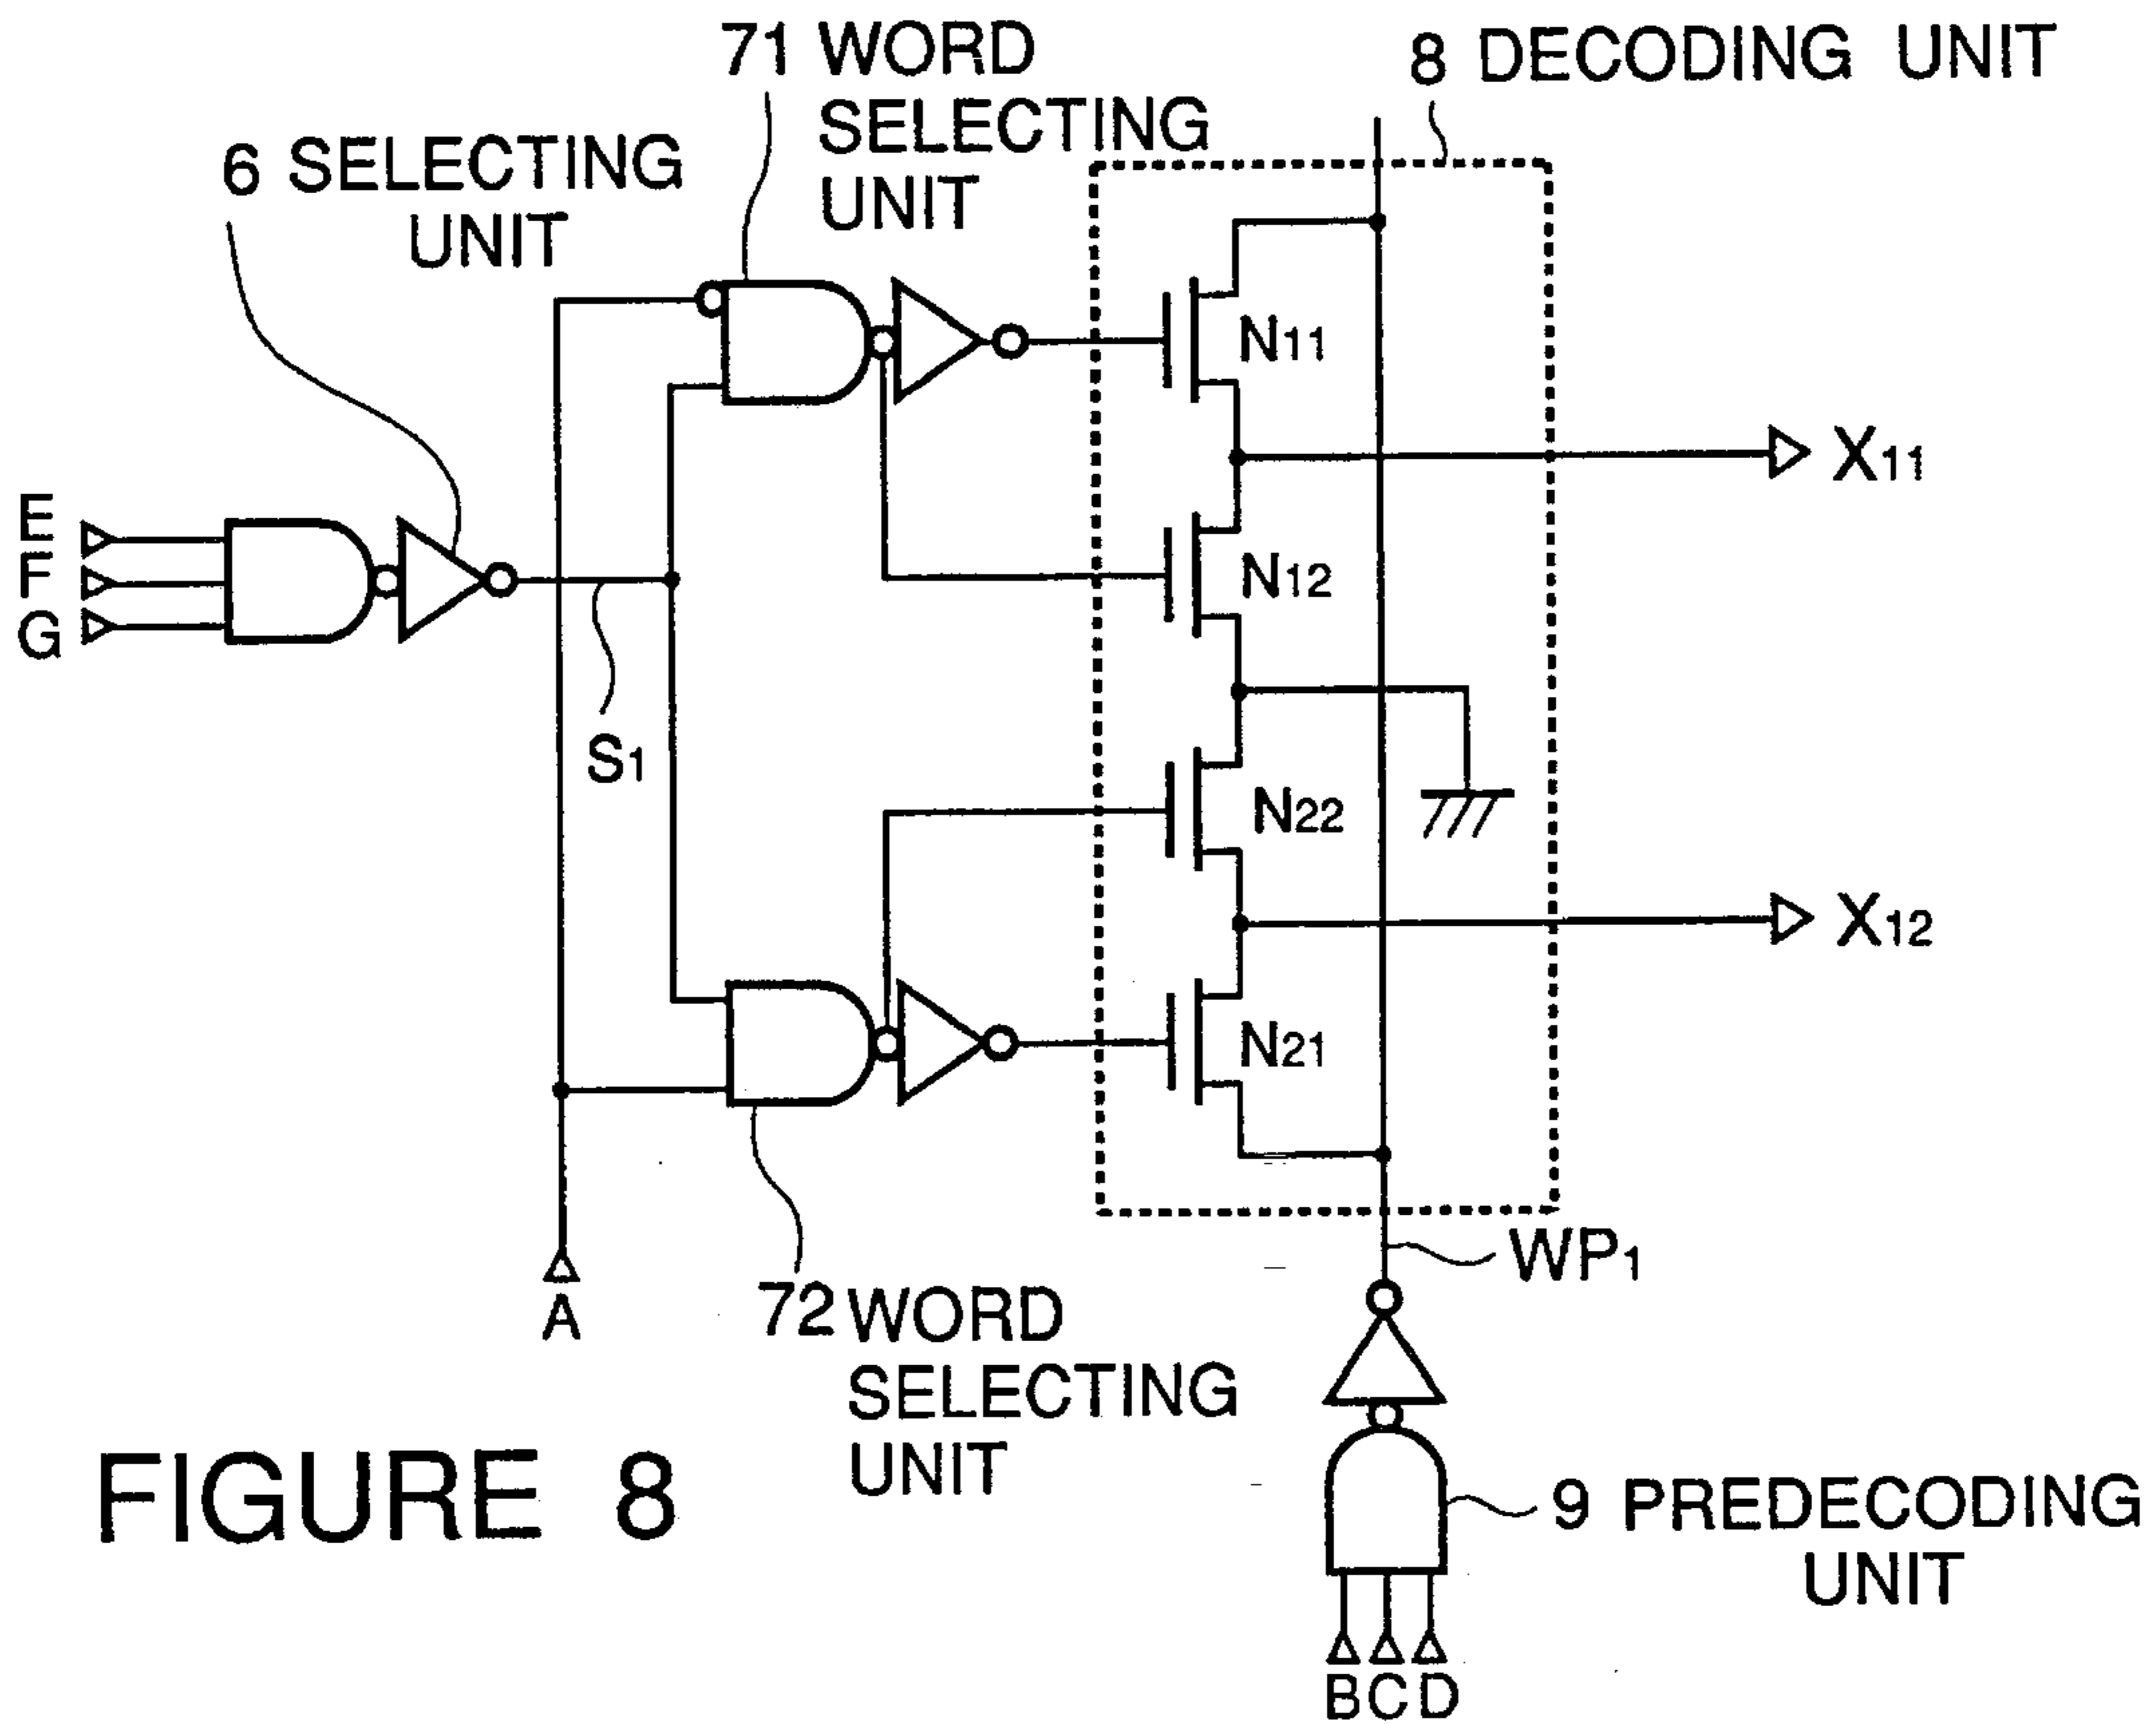 71 WORD
SELECTING
UNIT
8 DECODING UNIT
6 SELECTING
UNIT
N11
X11
E
F
G
N12
S1
N22
X12
N21
WP1
A
72 WORD
SELECTING
UNIT
9 PREDECODING
UNIT
B C D
FIGURE 8